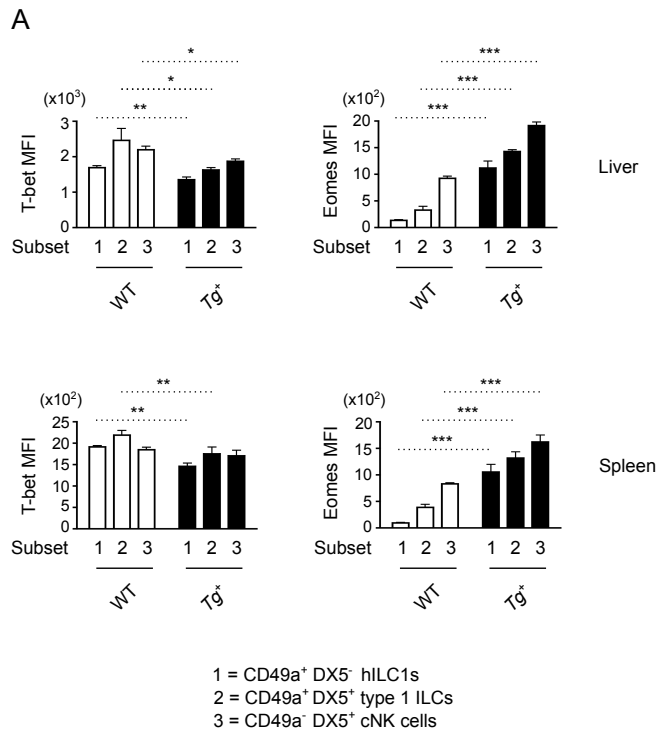 A
(x10³)
T-bet MFI
3
2
1
0
**
*
*
Subset 1 2 3 1 2 3
WT Tg⁺
(x10²)
Eomes MFI
20
15
10
5
0
***
***
***
Subset 1 2 3 1 2 3
WT Tg⁺
Liver
(x10²)
T-bet MFI
25
20
15
10
5
0
**
**
Subset 1 2 3 1 2 3
WT Tg⁺
(x10²)
Eomes MFI
20
15
10
5
0
***
***
***
Subset 1 2 3 1 2 3
WT Tg⁺
Spleen
1 = CD49a⁺ DX5⁻ hILC1s
2 = CD49a⁺ DX5⁺ type 1 ILCs
3 = CD49a⁻ DX5⁺ cNK cells